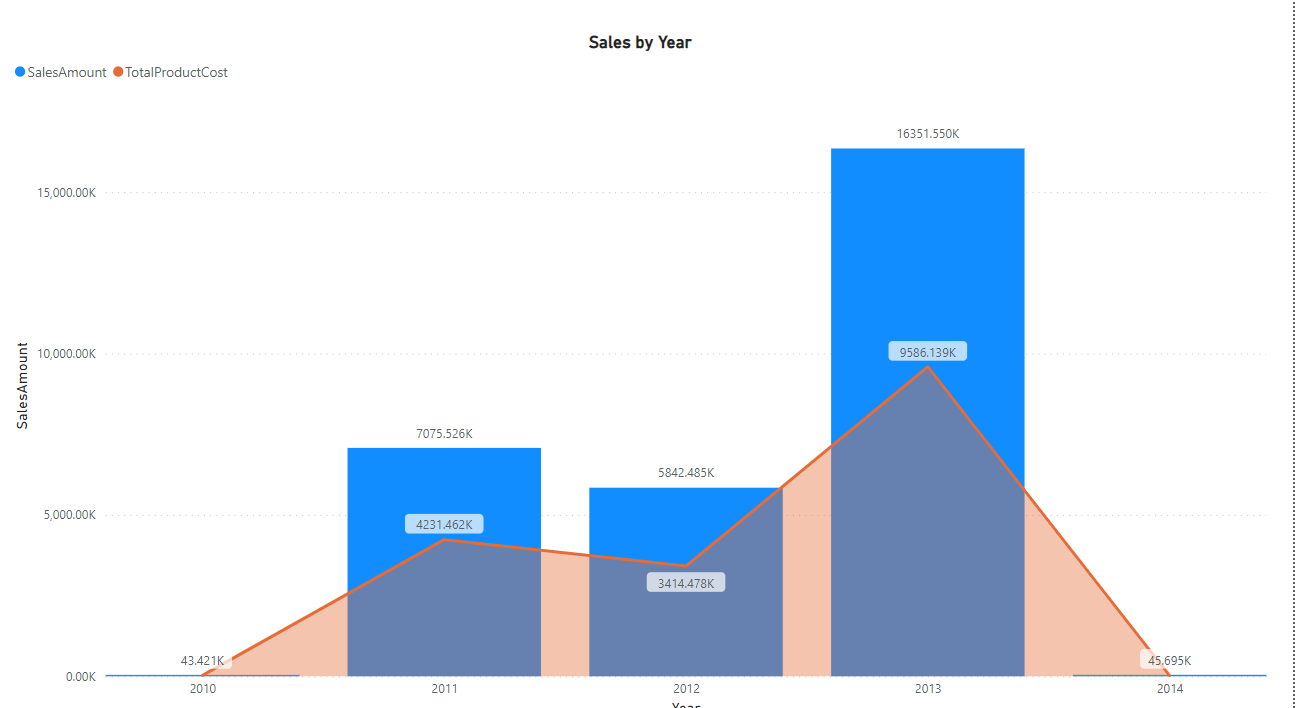 Sales by Year
SalesAmount TotalProductCost
16351.550K
15,000.00K
10,000.00K
9586.139K
7075.526K
5842.485K
5,000.00K
4231.462K
3414.478K
43.421K
45.695K
0.00K
2010 2011 2012 2013 2014
SalesAmount
Year